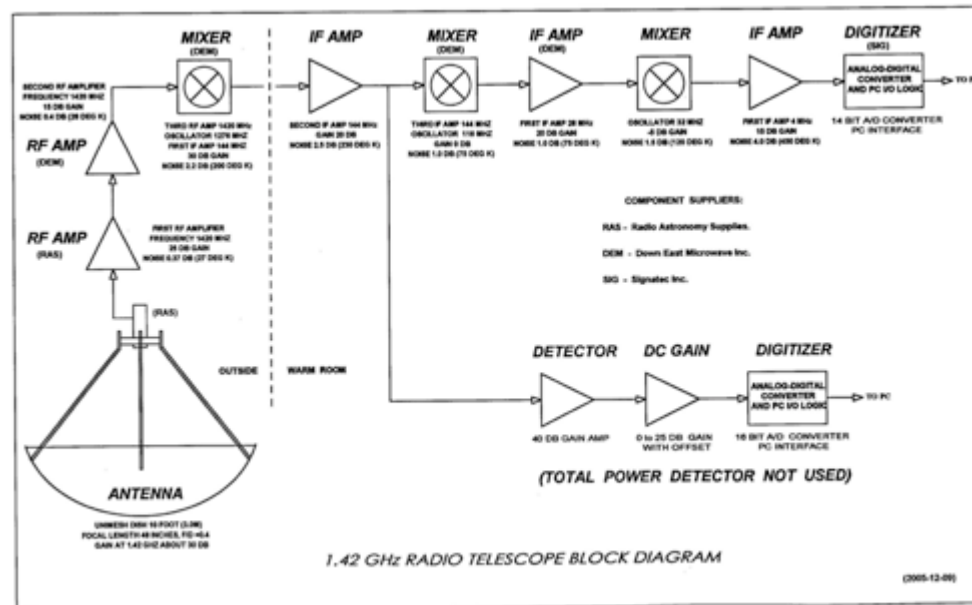 MIXER
(DEM)
IF AMP
MIXER
(DEM)
IF AMP
(DEM)
MIXER
IF AMP
DIGITIZER
(SIG)
ANALOG-DIGITAL
CONVERTER
AND PC I/O LOGIC
SECOND RF AMPLIFIER
FREQUENCY 1420 MHZ
15 DB GAIN
NOISE 0.4 DB (28 DEG K)
THIRD RF AMP 1420 MHz
OSCILLATOR 1276 MHZ
FIRST IF AMP 144 MHZ
30 DB GAIN
NOISE 2.2 DB (200 DEG K)
SECOND IF AMP 144 MHZ
GAIN 20 DB
NOISE 2.5 DB (230 DEG K)
THIRD IF AMP 144 MHZ
OSCILLATOR 116 MHZ
GAIN 0 DB
NOISE 1.0 DB (75 DEG K)
FIRST IF AMP 28 MHz
20 DB GAIN
NOISE 1.0 DB (75 DEG K)
OSCILLATOR 32 MHZ
NOISE 1.5 DB (120 DEG K)
FIRST IF AMP 4 MHz
NOISE 4.0 DB (400 DEG K)
14 BIT A/D CONVERTER
PC INTERFACE
RF AMP
(DEM)
RF AMP
(RAS)
FIRST RF AMPLIFIER
FREQUENCY 1420 MHZ
NOISE 0.37 DB (27 DEG K)
(RAS)
COMPONENT SUPPLIERS:
RAS - Radio Astronomy Supplies.
DEM - Down East Microwave Inc.
SIG - Signatec Inc.
OUTSIDE
WARM ROOM
DETECTOR
DC GAIN
DIGITIZER
ANALOG-DIGITAL
CONVERTER
AND PC I/O LOGIC
TO PC
40 DB GAIN AMP
0 to 25 DB GAIN
WITH OFFSET
16 BIT A/D CONVERTER
PC INTERFACE
(TOTAL POWER DETECTOR NOT USED)
ANTENNA
UNIMESH DISH 10 FOOT (3.0M)
FOCAL LENGTH 48 INCHES, F/D =0.4
GAIN AT 1.42 GHZ ABOUT 30 DB
1.42 GHz RADIO TELESCOPE BLOCK DIAGRAM
(2005-12-09)